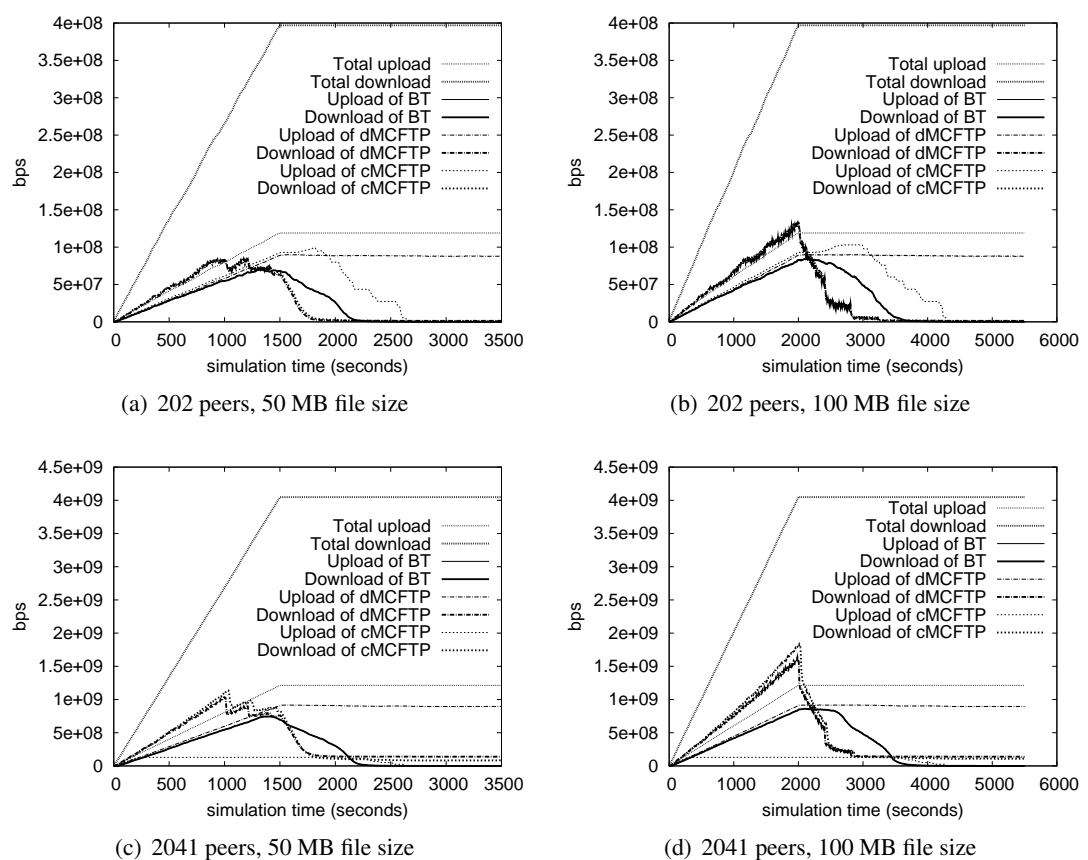 4e+08
3.5e+08
3e+08
2.5e+08
2e+08
1.5e+08
1e+08
5e+07
0
bps
Total upload
Total download
Upload of BT
Download of BT
Upload of dMCFTP
Download of dMCFTP
Upload of cMCFTP
Download of cMCFTP
0 500 1000 1500 2000 2500 3000 3500
simulation time (seconds)
(a) 202 peers, 50 MB file size
4e+08
3.5e+08
3e+08
2.5e+08
2e+08
1.5e+08
1e+08
5e+07
0
bps
Total upload
Total download
Upload of BT
Download of BT
Upload of dMCFTP
Download of dMCFTP
Upload of cMCFTP
Download of cMCFTP
0 1000 2000 3000 4000 5000 6000
simulation time (seconds)
(b) 202 peers, 100 MB file size
4.5e+09
4e+09
3.5e+09
3e+09
2.5e+09
2e+09
1.5e+09
1e+09
5e+08
0
bps
Total upload
Total download
Upload of BT
Download of BT
Upload of dMCFTP
Download of dMCFTP
Upload of cMCFTP
Download of cMCFTP
0 500 1000 1500 2000 2500 3000 3500
simulation time (seconds)
(c) 2041 peers, 50 MB file size
4.5e+09
4e+09
3.5e+09
3e+09
2.5e+09
2e+09
1.5e+09
1e+09
5e+08
0
bps
Total upload
Total download
Upload of BT
Download of BT
Upload of dMCFTP
Download of dMCFTP
Upload of cMCFTP
Download of cMCFTP
0 1000 2000 3000 4000 5000 6000
simulation time (seconds)
(d) 2041 peers, 100 MB file size